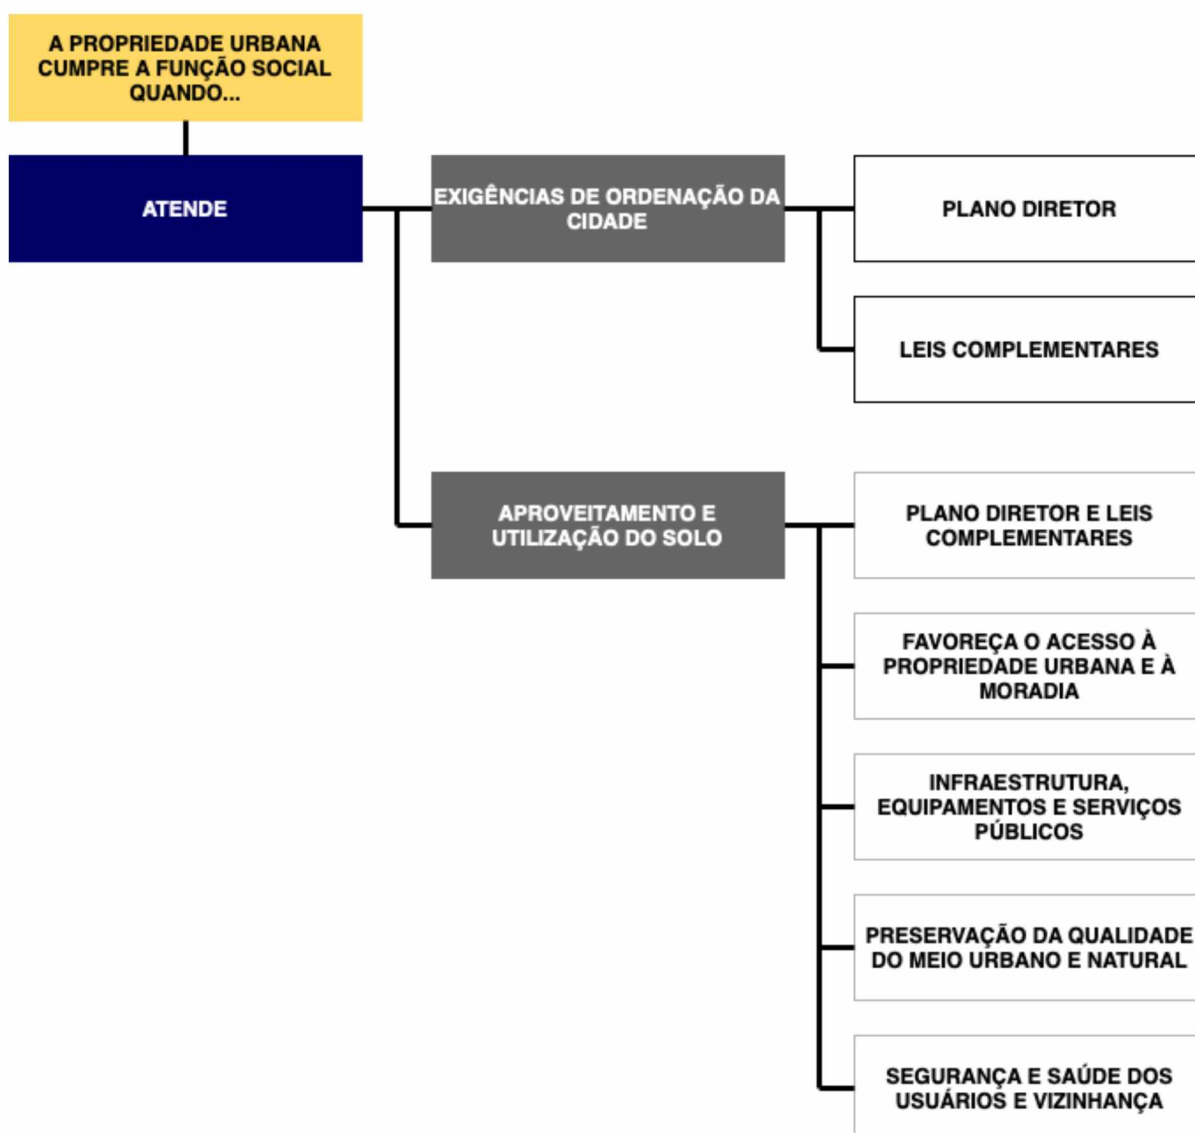 A PROPRIEDADE URBANA
CUMPRE A FUNÇÃO SOCIAL
QUANDO...
ATENDE
EXIGÊNCIAS DE ORDENAÇÃO DA
CIDADE
PLANO DIRETOR
LEIS COMPLEMENTARES
APROVEITAMENTO E
UTILIZAÇÃO DO SOLO
PLANO DIRETOR E LEIS
COMPLEMENTARES
FAVOREÇA O ACESSO À
PROPRIEDADE URBANA E À
MORADIA
INFRAESTRUTURA,
EQUIPAMENTOS E SERVIÇOS
PÚBLICOS
PRESERVAÇÃO DA QUALIDADE
DO MEIO URBANO E NATURAL
SEGURANÇA E SAÚDE DOS
USUÁRIOS E VIZINHANÇA